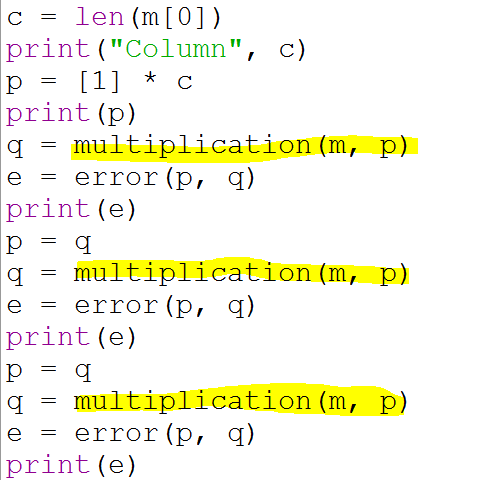 c = len(m[0])
print("Column", c)
p = [1] * c
print(p)
q = multiplication(m, p)
e = error(p, q)
print(e)
p = q
q = multiplication(m, p)
e = error(p, q)
print(e)
p = q
q = multiplication(m, p)
e = error(p, q)
print(e)